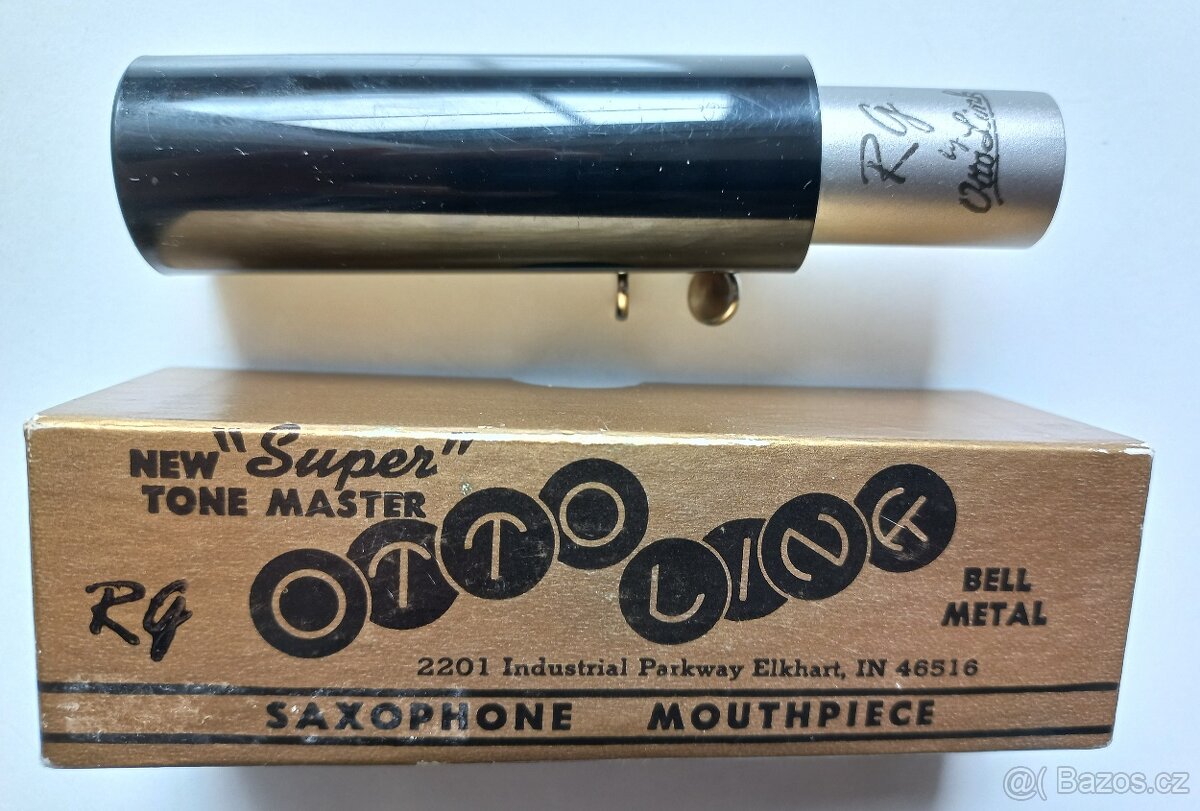 RG
by
Otto Link
NEW "Super"
TONE MASTER
OTTO LINK
RG
BELL
METAL
2201 Industrial Parkway Elkhart, IN 46516
SAXOPHONE MOUTHPIECE
@( Bazos.cz